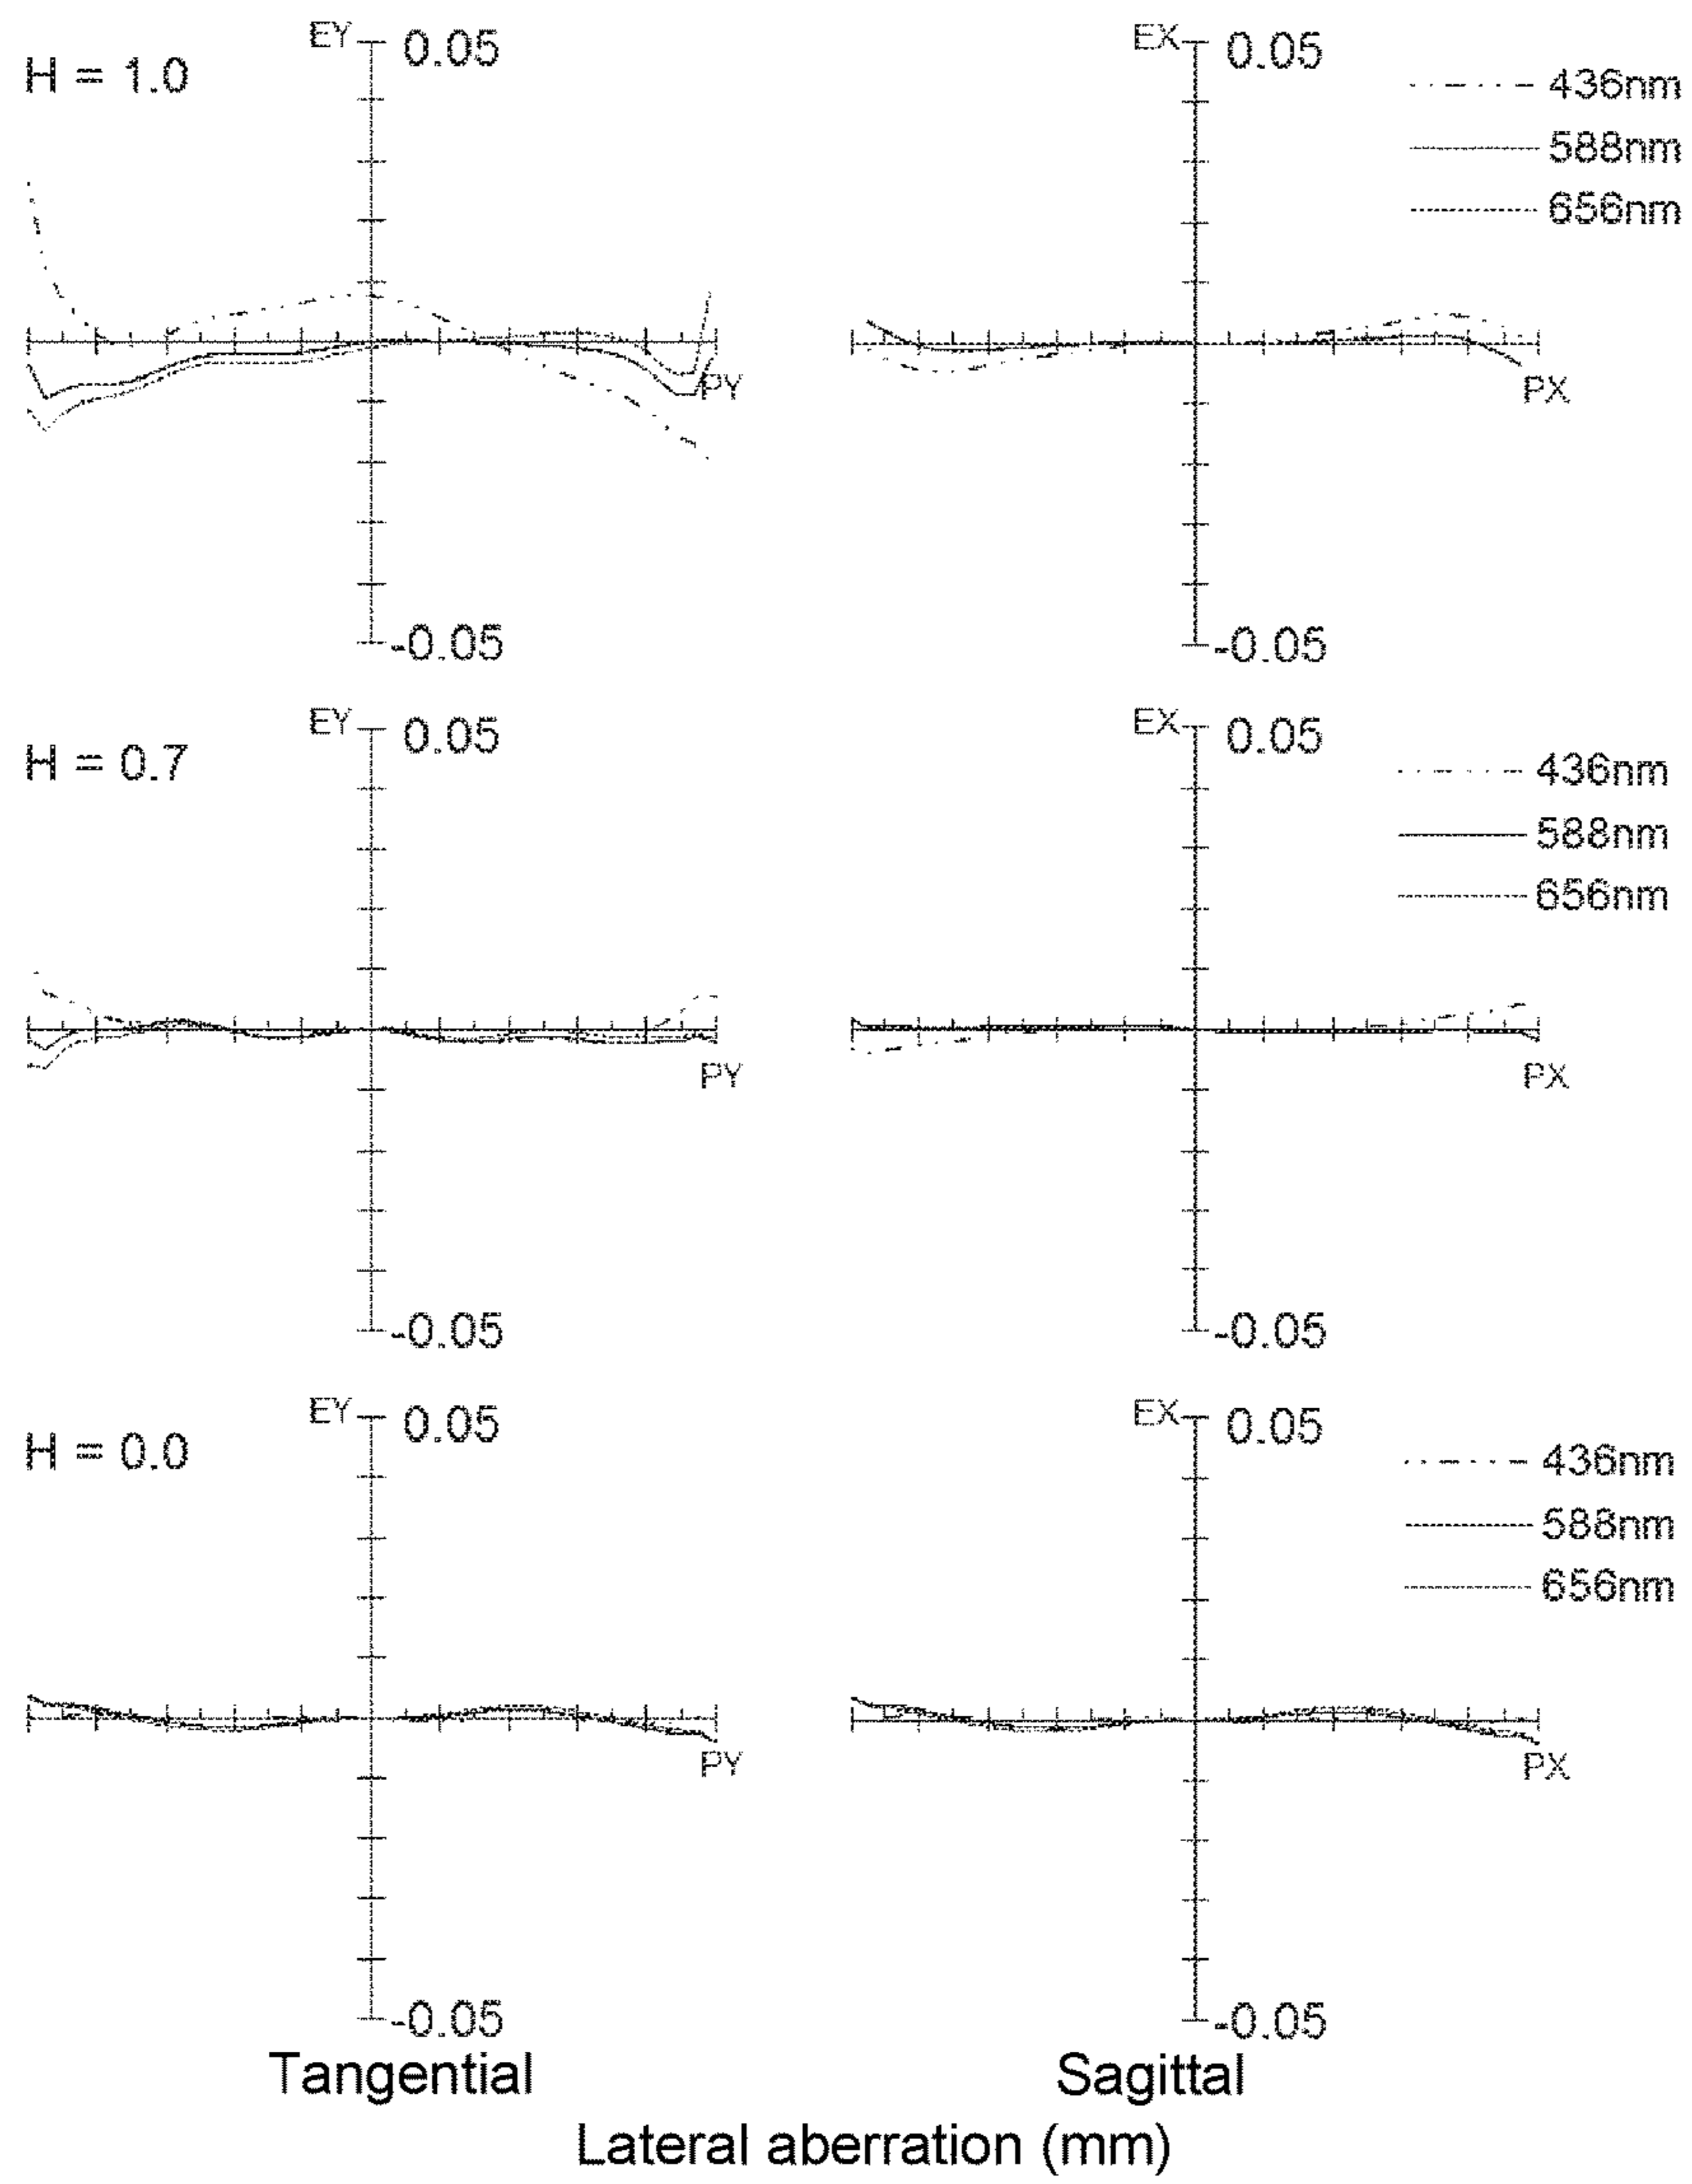 EY 0.05
EX 0.05
H = 1.0
436nm
588nm
656nm
PY
PX
-0.05
-0.05
EY 0.05
EX 0.05
H = 0.7
436nm
588nm
656nm
PY
PX
-0.05
-0.05
EY 0.05
EX 0.05
H = 0.0
436nm
588nm
656nm
PY
PX
-0.05
-0.05
Tangential
Sagittal
Lateral aberration (mm)